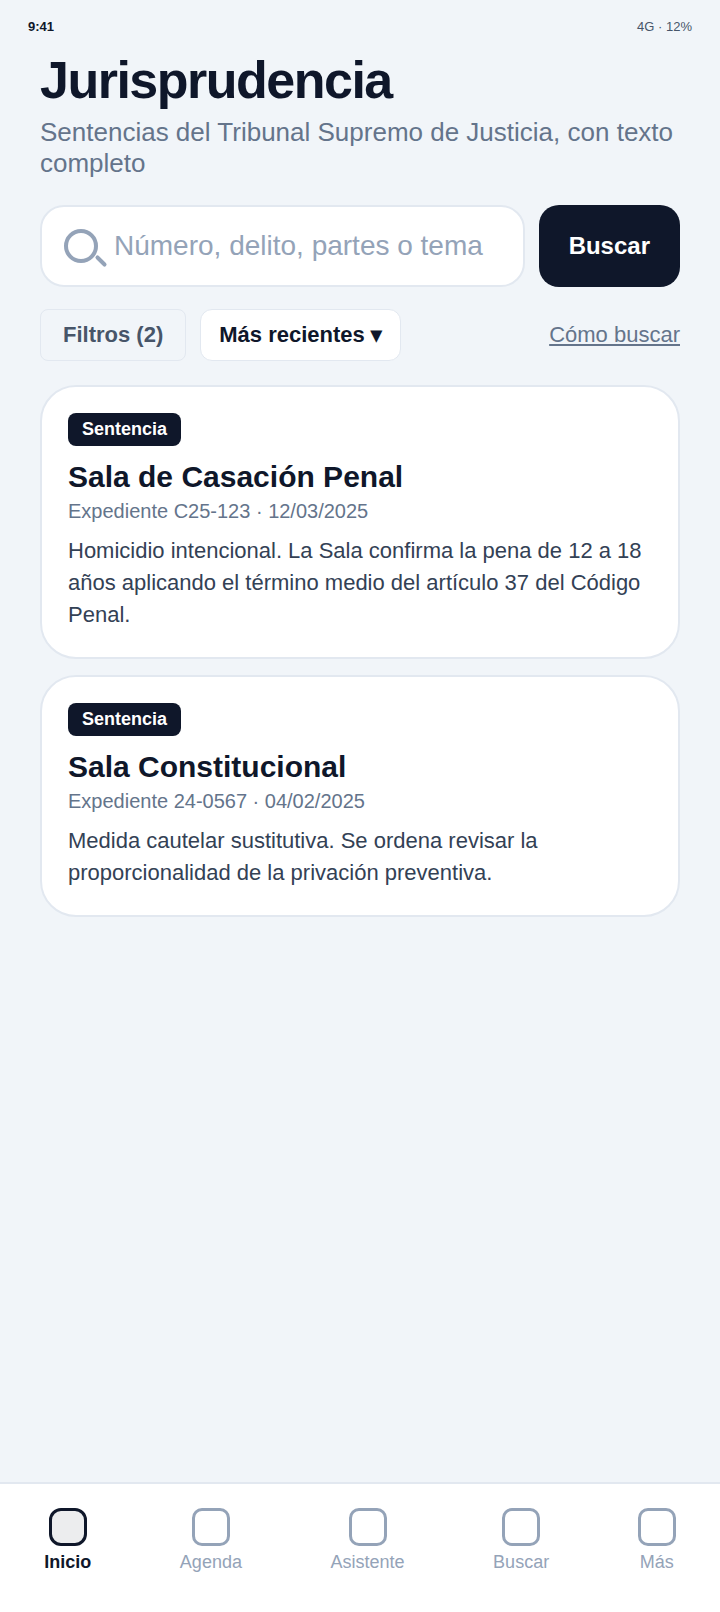 9:41
4G · 12%
Jurisprudencia
Sentencias del Tribunal Supremo de Justicia, con texto
completo
Número, delito, partes o tema
Buscar
Filtros (2)
Más recientes ▾
Cómo buscar
Sentencia
Sala de Casación Penal
Expediente C25-123 · 12/03/2025
Homicidio intencional. La Sala confirma la pena de 12 a 18
años aplicando el término medio del artículo 37 del Código
Penal.
Sentencia
Sala Constitucional
Expediente 24-0567 · 04/02/2025
Medida cautelar sustitutiva. Se ordena revisar la
proporcionalidad de la privación preventiva.
Inicio
Agenda
Asistente
Buscar
Más